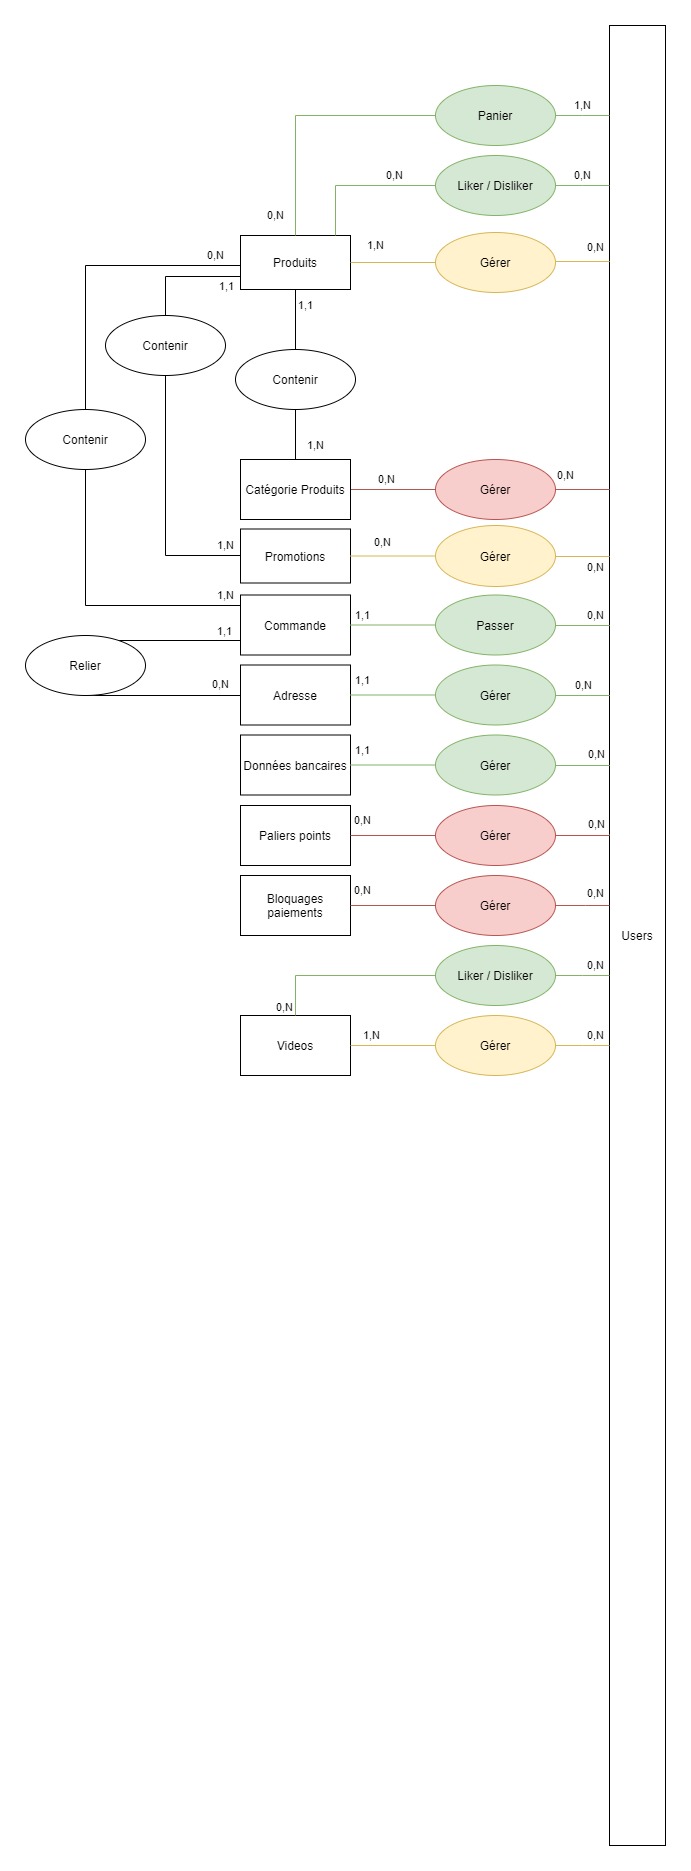 1,N
Panier
0,N
0,N
Liker / Disliker
0,N
0,N
1,N
0,N
Produits
Gérer
1,1
1,1
Contenir
Contenir
Contenir
1,N
0,N
0,N
Catégorie Produits
Gérer
0,N
1,N
Promotions
Gérer
0,N
1,N
1,1
0,N
Commande
Passer
1,1
Relier
0,N
1,1
0,N
Adresse
Gérer
1,1
0,N
Données bancaires
Gérer
0,N
0,N
Paliers points
Gérer
0,N
0,N
Bloquages
paiements
Gérer
Users
0,N
Liker / Disliker
0,N
1,N
0,N
Videos
Gérer